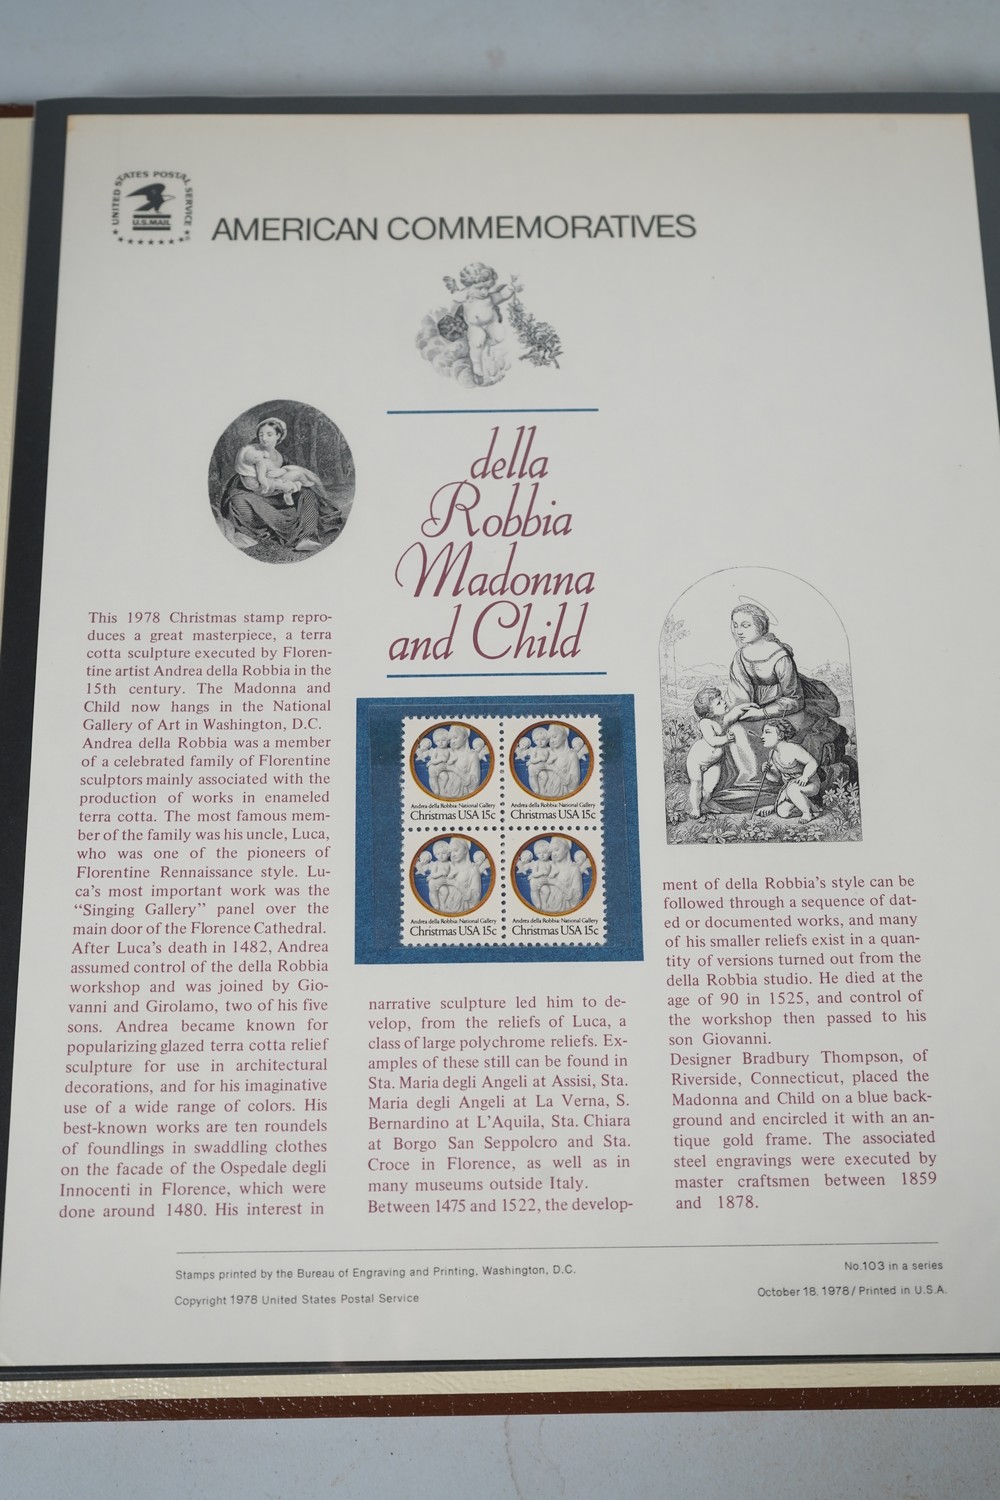 UNITED STATES POSTAL SERVICE
U.S.MAIL
AMERICAN COMMEMORATIVES
della
Robbia
Madonna
and Child
This 1978 Christmas stamp repro-
duces a great masterpiece, a terra
cotta sculpture executed by Floren-
tine artist Andrea della Robbia in the
15th century. The Madonna and
Child now hangs in the National
Gallery of Art in Washington, D.C.
Andrea della Robbia was a member
of a celebrated family of Florentine
sculptors mainly associated with the
production of works in enameled
terra cotta. The most famous mem-
ber of the family was his uncle, Luca,
who was one of the pioneers of
Florentine Rennaissance style. Lu-
ca's most important work was the
“Singing Gallery” panel over the
main door of the Florence Cathedral.
After Luca's death in 1482, Andrea
assumed control of the della Robbia
workshop and was joined by Gio-
vanni and Girolamo, two of his five
sons. Andrea became known for
popularizing glazed terra cotta relief
sculpture for use in architectural
decorations, and for his imaginative
use of a wide range of colors. His
best-known works are ten roundels
of foundlings in swaddling clothes
on the facade of the Ospedale degli
Innocenti in Florence, which were
done around 1480. His interest in
Andrea della Robbia: National Gallery
Christmas USA 15c
Andrea della Robbia: National Gallery
Christmas USA 15c
Andrea della Robbia: National Gallery
Christmas USA 15c
Andrea della Robbia: National Gallery
Christmas USA 15c
narrative sculpture led him to de-
velop, from the reliefs of Luca, a
class of large polychrome reliefs. Ex-
amples of these still can be found in
Sta. Maria degli Angeli at Assisi, Sta.
Maria degli Angeli at La Verna, S.
Bernardino at L'Aquila, Sta. Chiara
at Borgo San Seppolcro and Sta.
Croce in Florence, as well as in
many museums outside Italy.
Between 1475 and 1522, the develop-
ment of della Robbia's style can be
followed through a sequence of dat-
ed or documented works, and many
of his smaller reliefs exist in a quan-
tity of versions turned out from the
della Robbia studio. He died at the
age of 90 in 1525, and control of
the workshop then passed to his
son Giovanni.
Designer Bradbury Thompson, of
Riverside, Connecticut, placed the
Madonna and Child on a blue back-
ground and encircled it with an an-
tique gold frame. The associated
steel engravings were executed by
master craftsmen between 1859
and 1878.
Stamps printed by the Bureau of Engraving and Printing, Washington, D.C.
Copyright 1978 United States Postal Service
No.103 in a series
October 18, 1978/Printed in U.S.A.